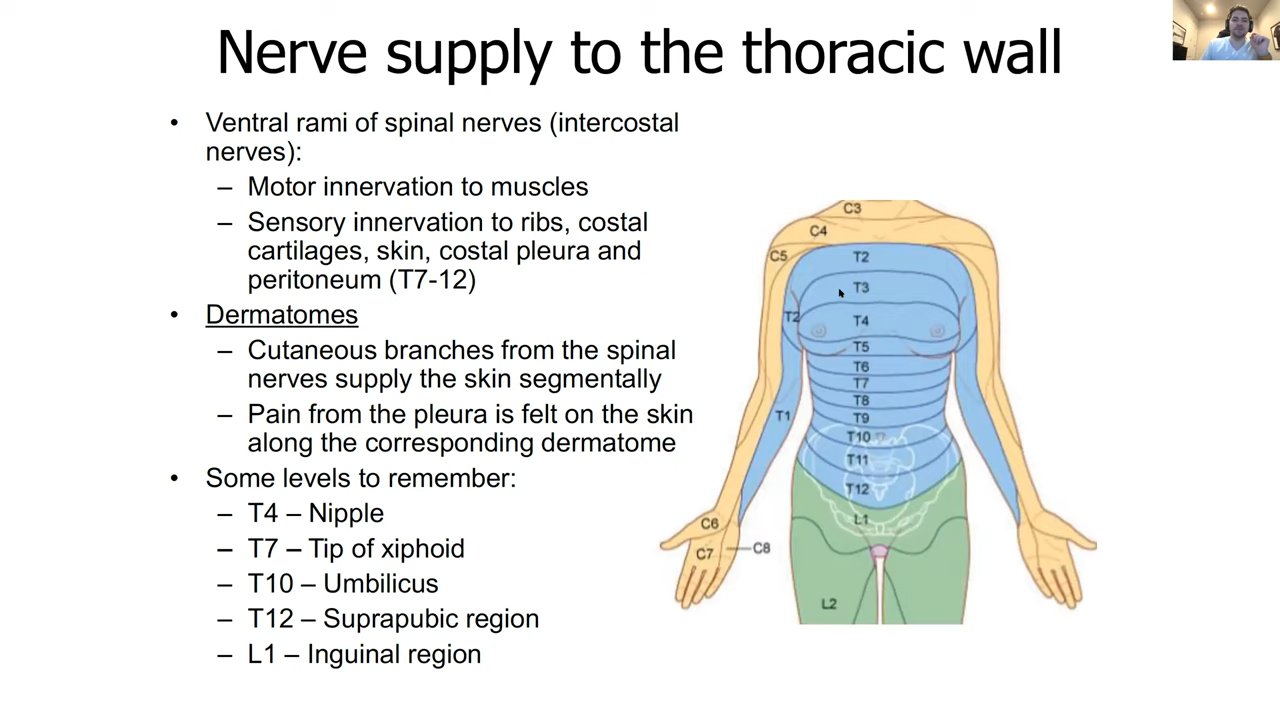 Nerve supply to the thoracic wall
• Ventral rami of spinal nerves (intercostal
nerves):
– Motor innervation to muscles
– Sensory innervation to ribs, costal
cartilages, skin, costal pleura and
peritoneum (T7-12)
• Dermatomes
– Cutaneous branches from the spinal
nerves supply the skin segmentally
– Pain from the pleura is felt on the skin
along the corresponding dermatome
• Some levels to remember:
– T4 – Nipple
– T7 – Tip of xiphoid
– T10 – Umbilicus
– T12 – Suprapubic region
– L1 – Inguinal region
C3
C4
C5
T2
T3
T2
T4
T5
T6
T7
T8
T1
T9
T10
T11
T12
L1
C6
C7
C8
L2